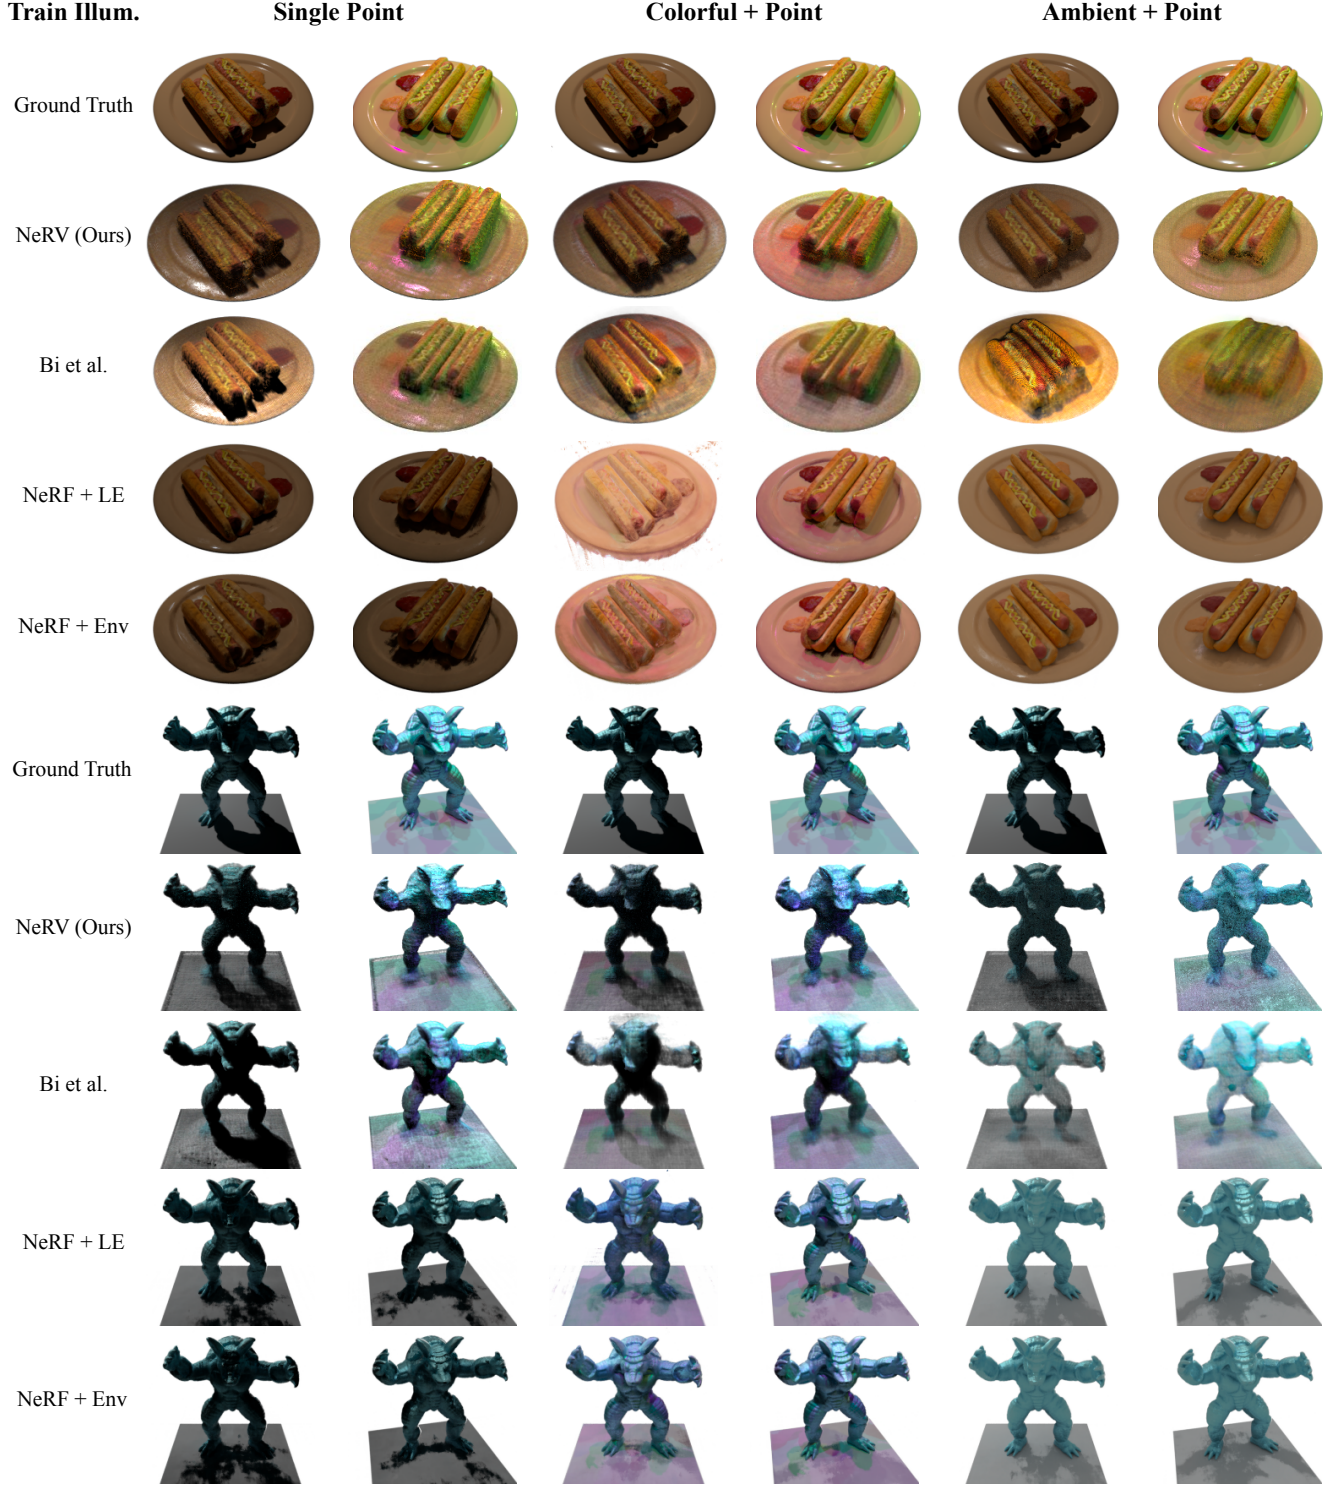 Train Illum. Single Point Colorful + Point Ambient + Point
Ground Truth
NeRV (Ours)
Bi et al.
NeRF + LE
NeRF + Env
Ground Truth
NeRV (Ours)
Bi et al.
NeRF + LE
NeRF + Env